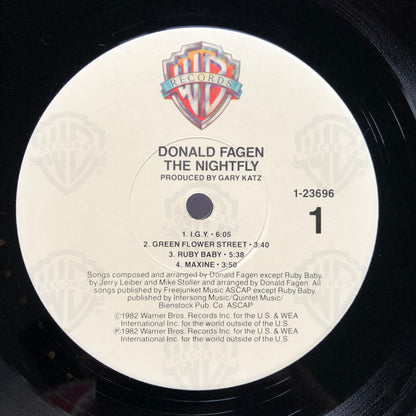 WB
RECORDS
DONALD FAGEN
THE NIGHTFLY
PRODUCED BY GARY KATZ
1-23696
1
1. I.G.Y. • 6:05
2. GREEN FLOWER STREET • 3:40
3. RUBY BABY • 5:38
4. MAXINE • 3:50
Songs composed and arranged by Donald Fagen except Ruby Baby,
by Jerry Leiber and Mike Stoller and arranged by Donald Fagen. All
songs published by Freejunket Music ASCAP except Ruby Baby,
published by Intersong Music/Quintet Music/
Bienstock Pub. Co. ASCAP
©1982 Warner Bros. Records Inc. for the U.S. & WEA
International Inc. for the world outside of the U.S.
℗1982 Warner Bros. Records Inc. for the U.S. & WEA
International Inc. for the world outside of the U.S.